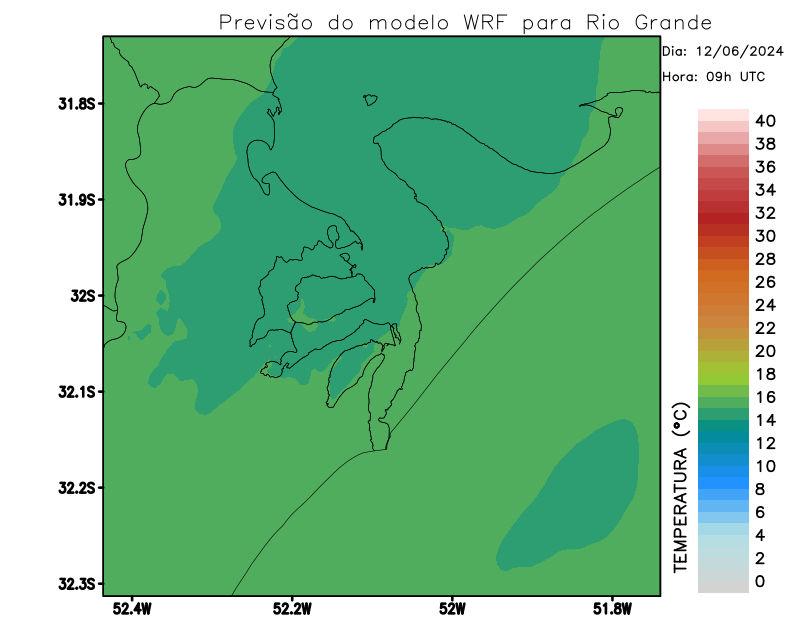 Previsão do modelo WRF para Rio Grande
Dia: 12/06/2024
Hora: 09h UTC
31.8S
31.9S
32S
32.1S
32.2S
32.3S
52.4W
52.2W
52W
51.8W
TEMPERATURA (ºC)
40
38
36
34
32
30
28
26
24
22
20
18
16
14
12
10
8
6
4
2
0